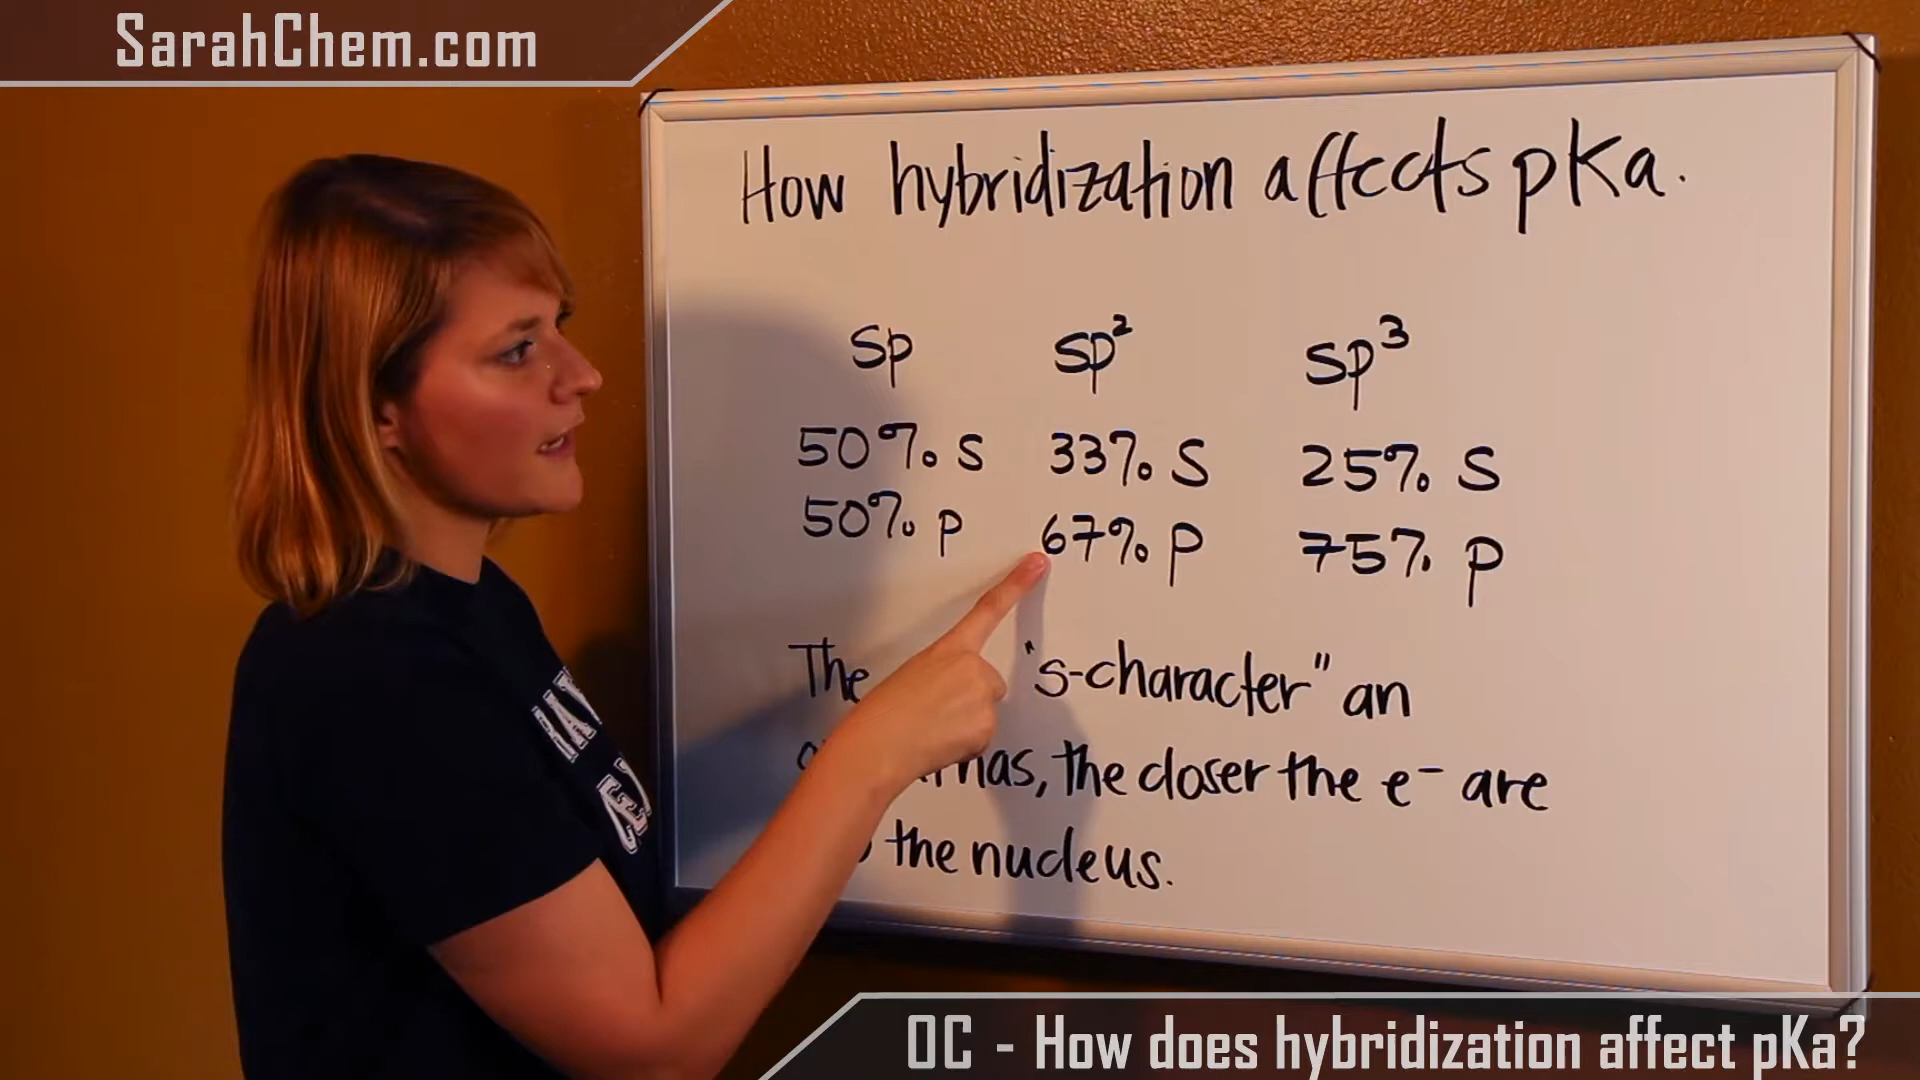 SarahChem.com
How hybridization affects pKa.
sp sp² sp³
50% s 33% s 25% s
50% p 67% p 75% p
The "s-character" an
has, the closer the e⁻ are
the nucleus.
OC - How does hybridization affect pKa?